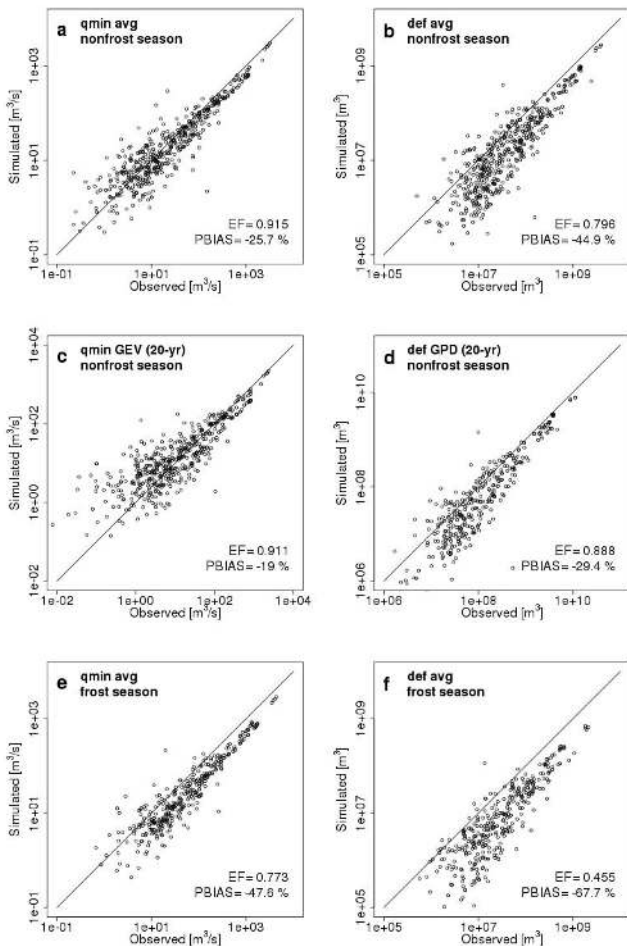 a qmin avg
nonfrost season
Simulated [m³/s]
1e-01 1e+01 1e+03
EF= 0.915
PBIAS= -25.7 %
1e-01 1e+01 1e+03
Observed [m³/s]
b def avg
nonfrost season
Simulated [m³]
1e+05 1e+07 1e+09
EF= 0.796
PBIAS= -44.9 %
1e+05 1e+07 1e+09
Observed [m³]
c qmin GEV (20-yr)
nonfrost season
Simulated [m³/s]
1e-02 1e+00 1e+02 1e+04
EF= 0.911
PBIAS= -19 %
1e-02 1e+00 1e+02 1e+04
Observed [m³/s]
d def GPD (20-yr)
nonfrost season
Simulated [m³]
1e+06 1e+08 1e+10
EF= 0.888
PBIAS= -29.4 %
1e+06 1e+08 1e+10
Observed [m³]
e qmin avg
frost season
Simulated [m³/s]
1e-01 1e+01 1e+03
EF= 0.773
PBIAS= -47.6 %
1e-01 1e+01 1e+03
Observed [m³/s]
f def avg
frost season
Simulated [m³]
1e+05 1e+07 1e+09
EF= 0.455
PBIAS= -67.7 %
1e+05 1e+07 1e+09
Observed [m³]